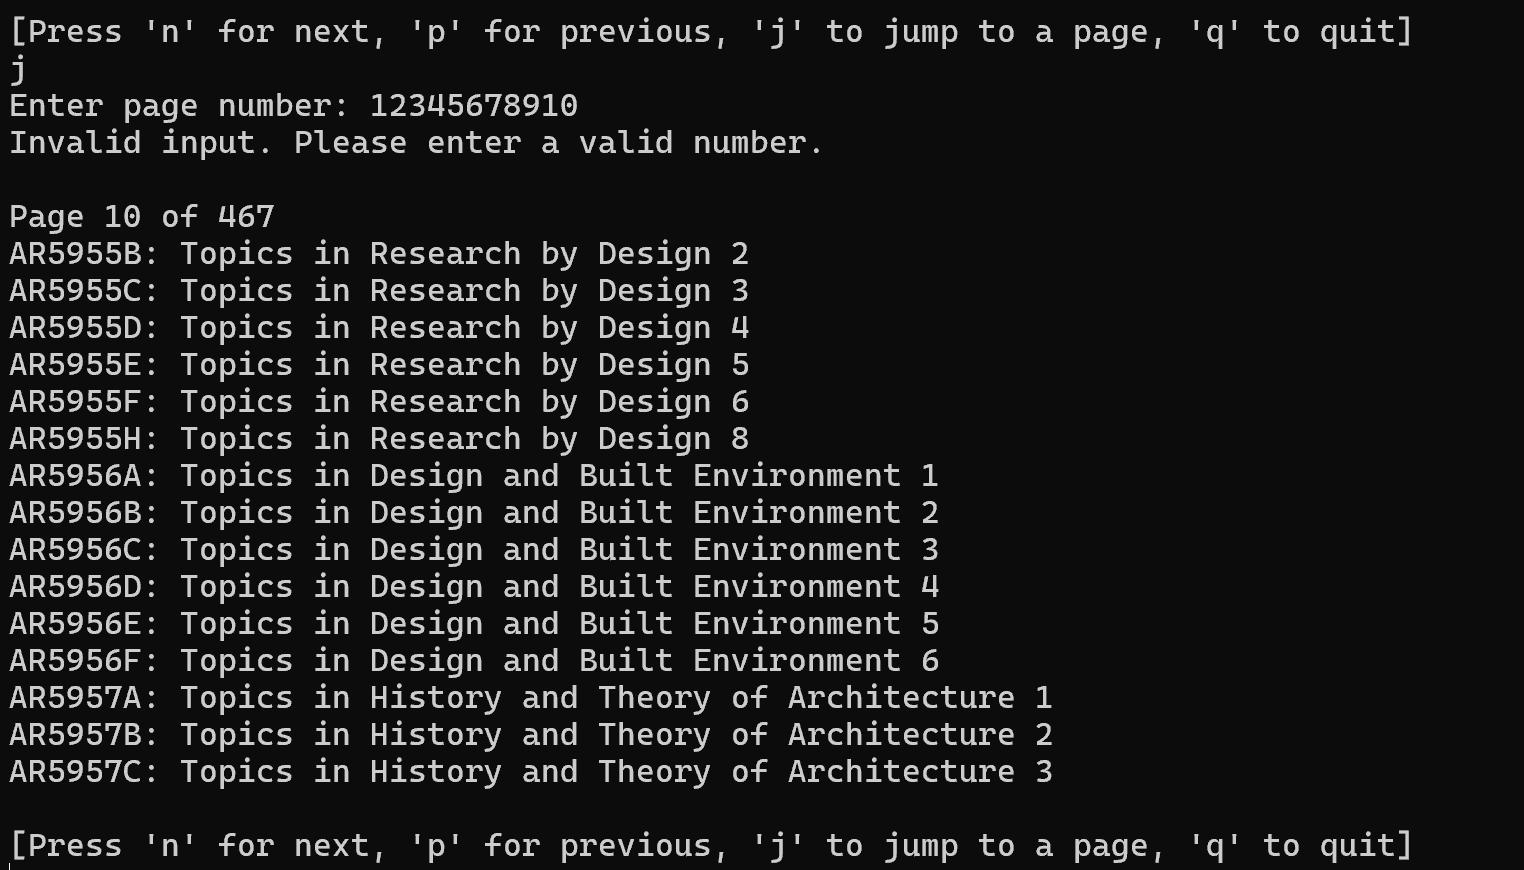 [Press 'n' for next, 'p' for previous, 'j' to jump to a page, 'q' to quit]
j
Enter page number: 12345678910
Invalid input. Please enter a valid number.
Page 10 of 467
AR5955B: Topics in Research by Design 2
AR5955C: Topics in Research by Design 3
AR5955D: Topics in Research by Design 4
AR5955E: Topics in Research by Design 5
AR5955F: Topics in Research by Design 6
AR5955H: Topics in Research by Design 8
AR5956A: Topics in Design and Built Environment 1
AR5956B: Topics in Design and Built Environment 2
AR5956C: Topics in Design and Built Environment 3
AR5956D: Topics in Design and Built Environment 4
AR5956E: Topics in Design and Built Environment 5
AR5956F: Topics in Design and Built Environment 6
AR5957A: Topics in History and Theory of Architecture 1
AR5957B: Topics in History and Theory of Architecture 2
AR5957C: Topics in History and Theory of Architecture 3
[Press 'n' for next, 'p' for previous, 'j' to jump to a page, 'q' to quit]